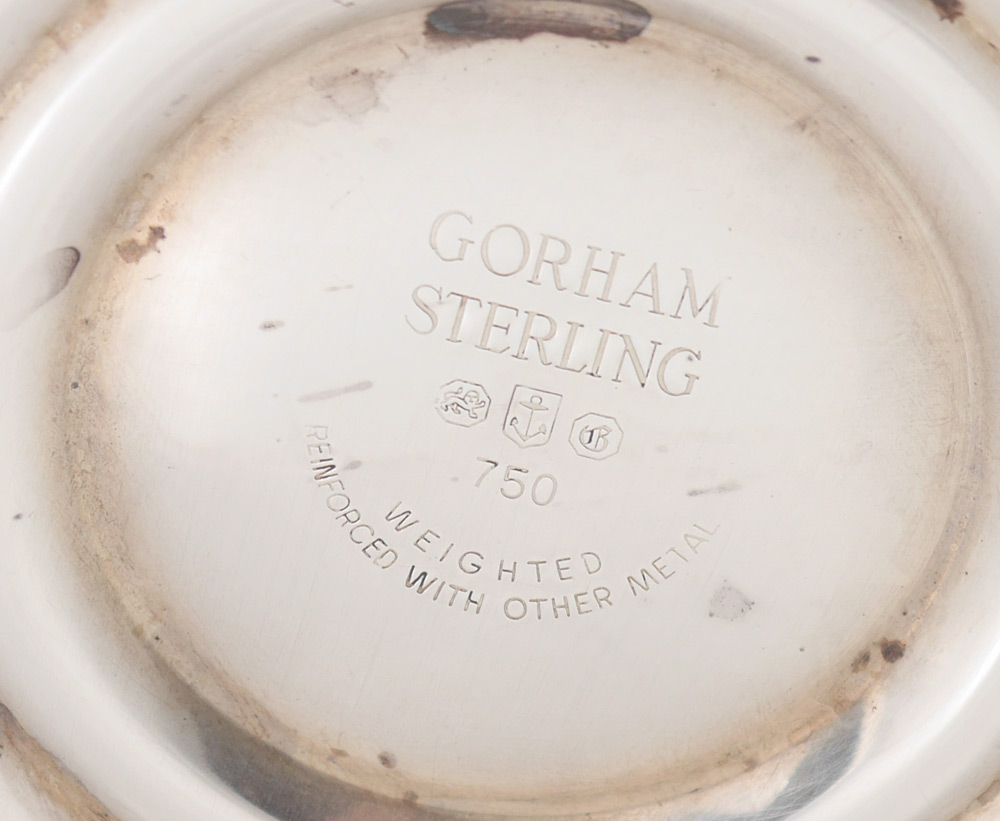 GORHAM
STERLING
G
750
WEIGHTED
REINFORCED WITH OTHER METAL